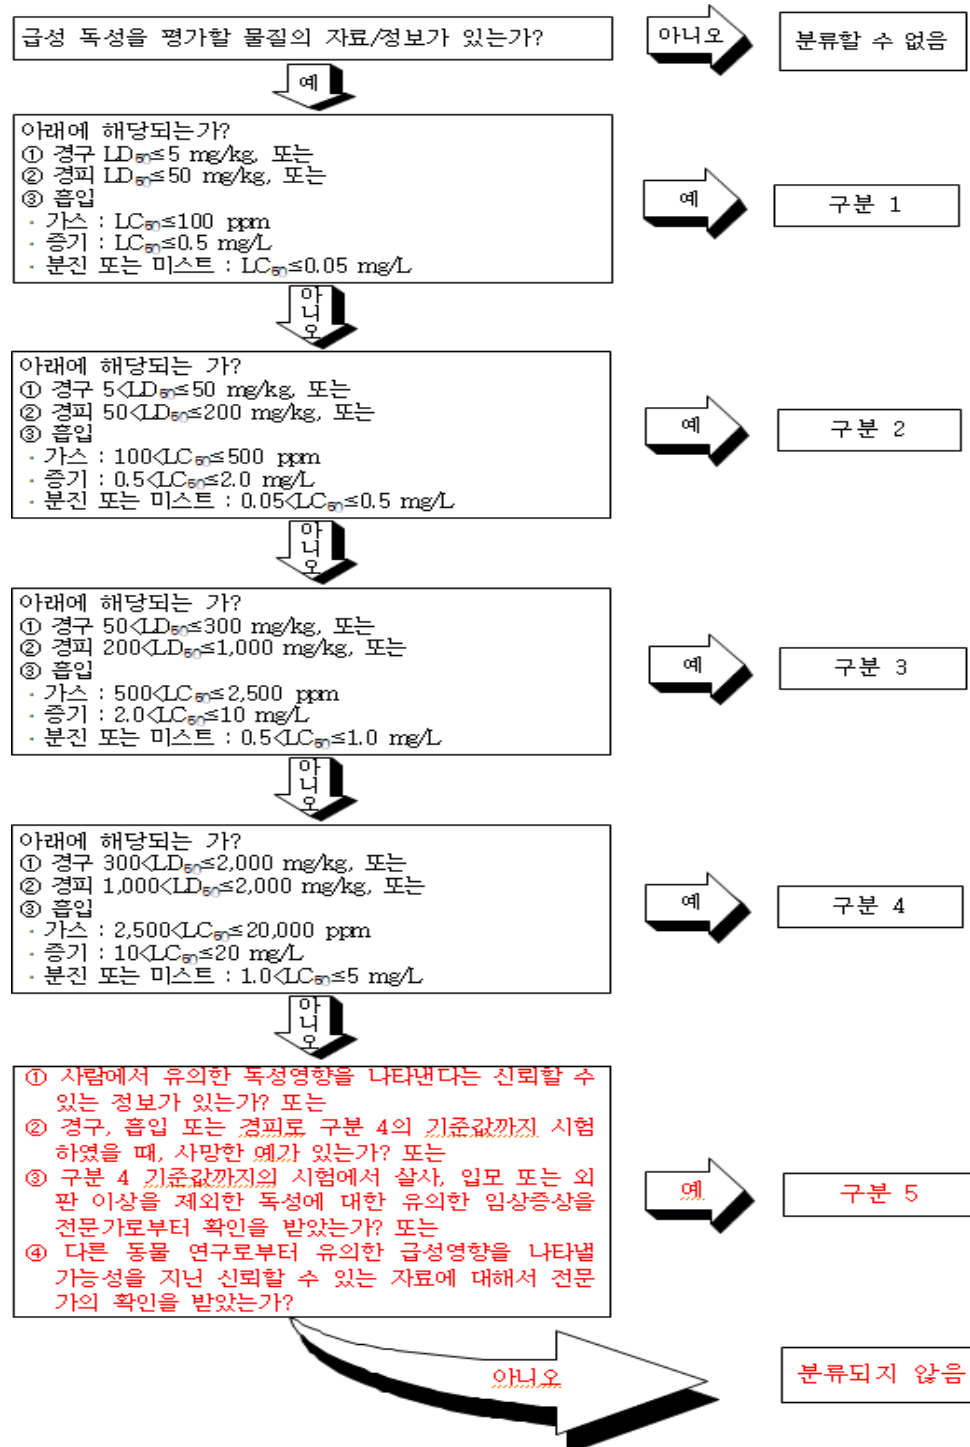 급성 독성을 평가할 물질의 자료/정보가 있는가?
아니오
분류할 수 없음
예
아래에 해당되는가?
① 경구 LD50≤5 mg/kg, 또는
② 경피 LD50≤50 mg/kg, 또는
③ 흡입
· 가스 : LC50≤100 ppm
· 증기 : LC50≤0.5 mg/L
· 분진 또는 미스트 : LC50≤0.05 mg/L
예
구분 1
아
니
오
아래에 해당되는 가?
① 경구 5<LD50≤50 mg/kg, 또는
② 경피 50<LD50≤200 mg/kg, 또는
③ 흡입
· 가스 : 100<LC50≤500 ppm
· 증기 : 0.5<LC50≤2.0 mg/L
· 분진 또는 미스트 : 0.05<LC50≤0.5 mg/L
예
구분 2
아
니
오
아래에 해당되는 가?
① 경구 50<LD50≤300 mg/kg, 또는
② 경피 200<LD50≤1,000 mg/kg, 또는
③ 흡입
· 가스 : 500<LC50≤2,500 ppm
· 증기 : 2.0<LC50≤10 mg/L
· 분진 또는 미스트 : 0.5<LC50≤1.0 mg/L
예
구분 3
아
니
오
아래에 해당되는 가?
① 경구 300<LD50≤2,000 mg/kg, 또는
② 경피 1,000<LD50≤2,000 mg/kg, 또는
③ 흡입
· 가스 : 2,500<LC50≤20,000 ppm
· 증기 : 10<LC50≤20 mg/L
· 분진 또는 미스트 : 1.0<LC50≤5 mg/L
예
구분 4
아
니
오
① 사람에서 유의한 독성영향을 나타낸다는 신뢰할 수
있는 정보가 있는가? 또는
② 경구, 흡입 또는 경피로 구분 4의 기준값까지 시험
하였을 때, 사망한 예가 있는가? 또는
③ 구분 4 기준값까지의 시험에서 설사, 입모 또는 외
판 이상을 제외한 독성에 대한 유의한 임상증상을
전문가로부터 확인을 받았는가? 또는
④ 다른 동물 연구로부터 유의한 급성영향을 나타낼
가능성을 지닌 신뢰할 수 있는 자료에 대해서 전문
가의 확인을 받았는가?
예
구분 5
아니오
분류되지 않음